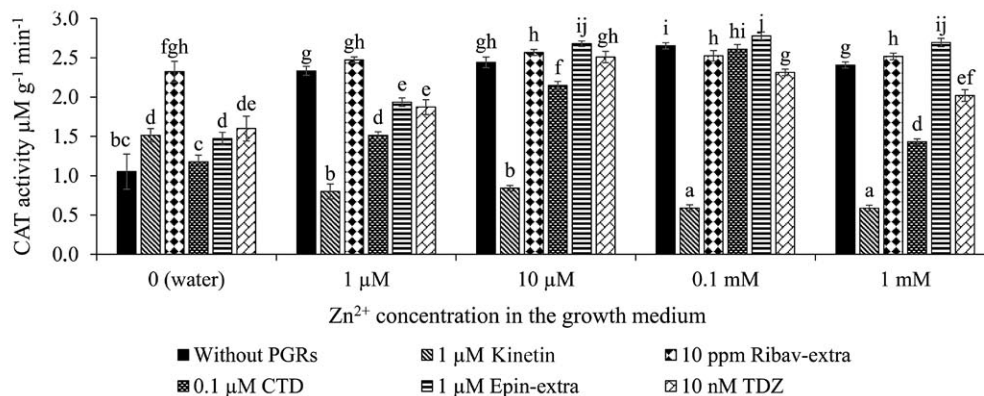 CAT activity µM g⁻¹ min⁻¹
3.0
2.5
2.0
1.5
1.0
0.5
0.0
bc d fgh c d de
g b gh d e e
gh b h f ij gh
i a h hi j g
g a h d ij ef
0 (water) 1 µM 10 µM 0.1 mM 1 mM
Zn²⁺ concentration in the growth medium
Without PGRs 1 µM Kinetin 10 ppm Ribav-extra
0.1 µM CTD 1 µM Epin-extra 10 nM TDZ